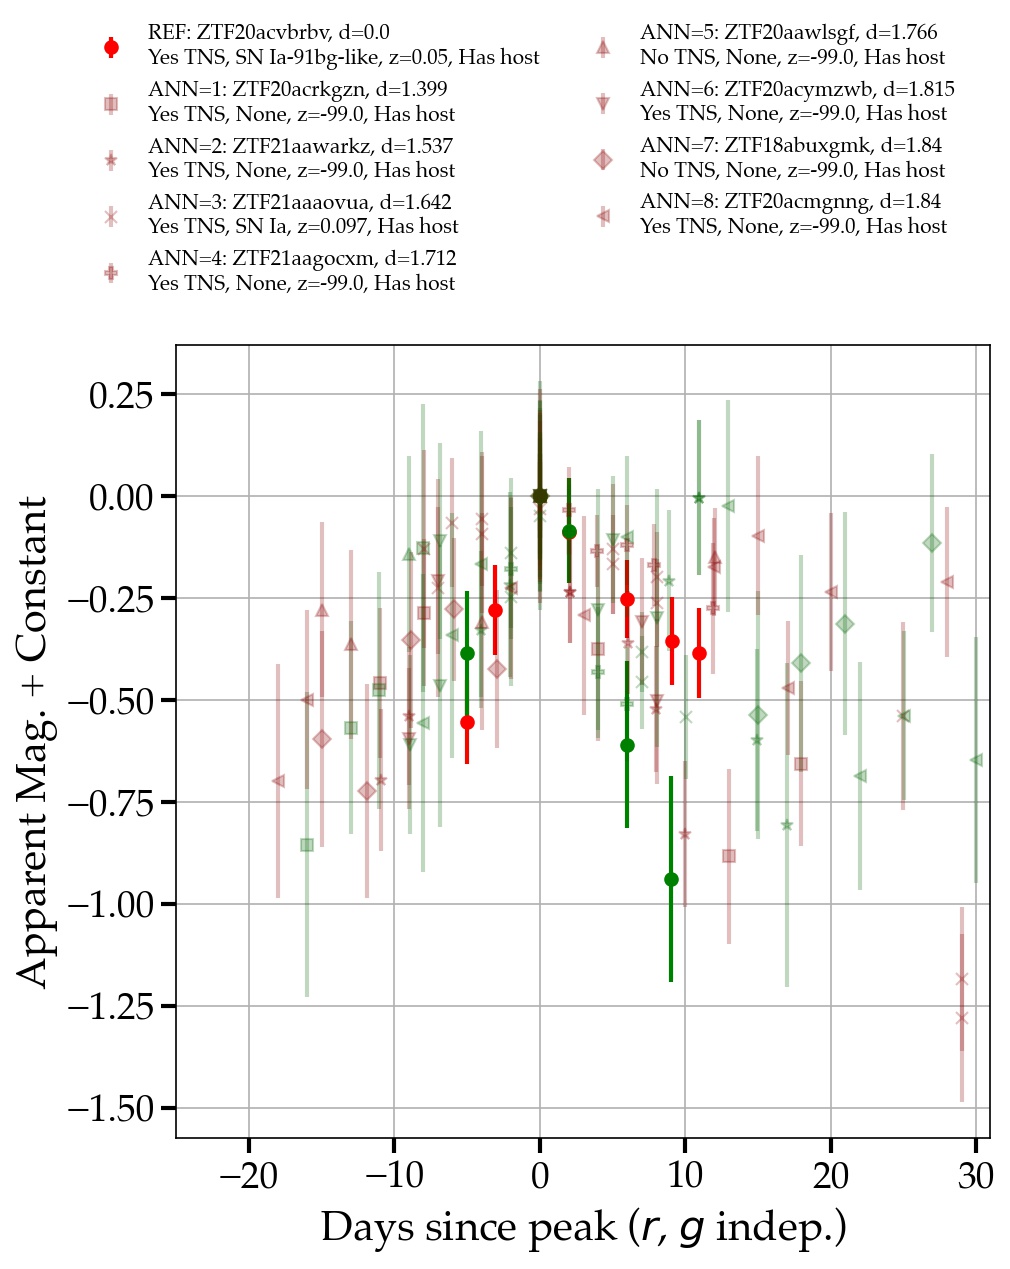 REF: ZTF20acvbrbv, d=0.0
Yes TNS, SN Ia-91bg-like, z=0.05, Has host
ANN=1: ZTF20acrkgzn, d=1.399
Yes TNS, None, z=-99.0, Has host
ANN=2: ZTF21aawarkz, d=1.537
Yes TNS, None, z=-99.0, Has host
ANN=3: ZTF21aaaovua, d=1.642
Yes TNS, SN Ia, z=0.097, Has host
ANN=4: ZTF21aagocxm, d=1.712
Yes TNS, None, z=-99.0, Has host
ANN=5: ZTF20aawlsgf, d=1.766
No TNS, None, z=-99.0, Has host
ANN=6: ZTF20acymzwb, d=1.815
Yes TNS, None, z=-99.0, Has host
ANN=7: ZTF18abuxgmk, d=1.84
No TNS, None, z=-99.0, Has host
ANN=8: ZTF20acmgnng, d=1.84
Yes TNS, None, z=-99.0, Has host
Apparent Mag. + Constant
0.25
0.00
−0.25
−0.50
−0.75
−1.00
−1.25
−1.50
−20
−10
0
10
20
30
Days since peak (r, g indep.)